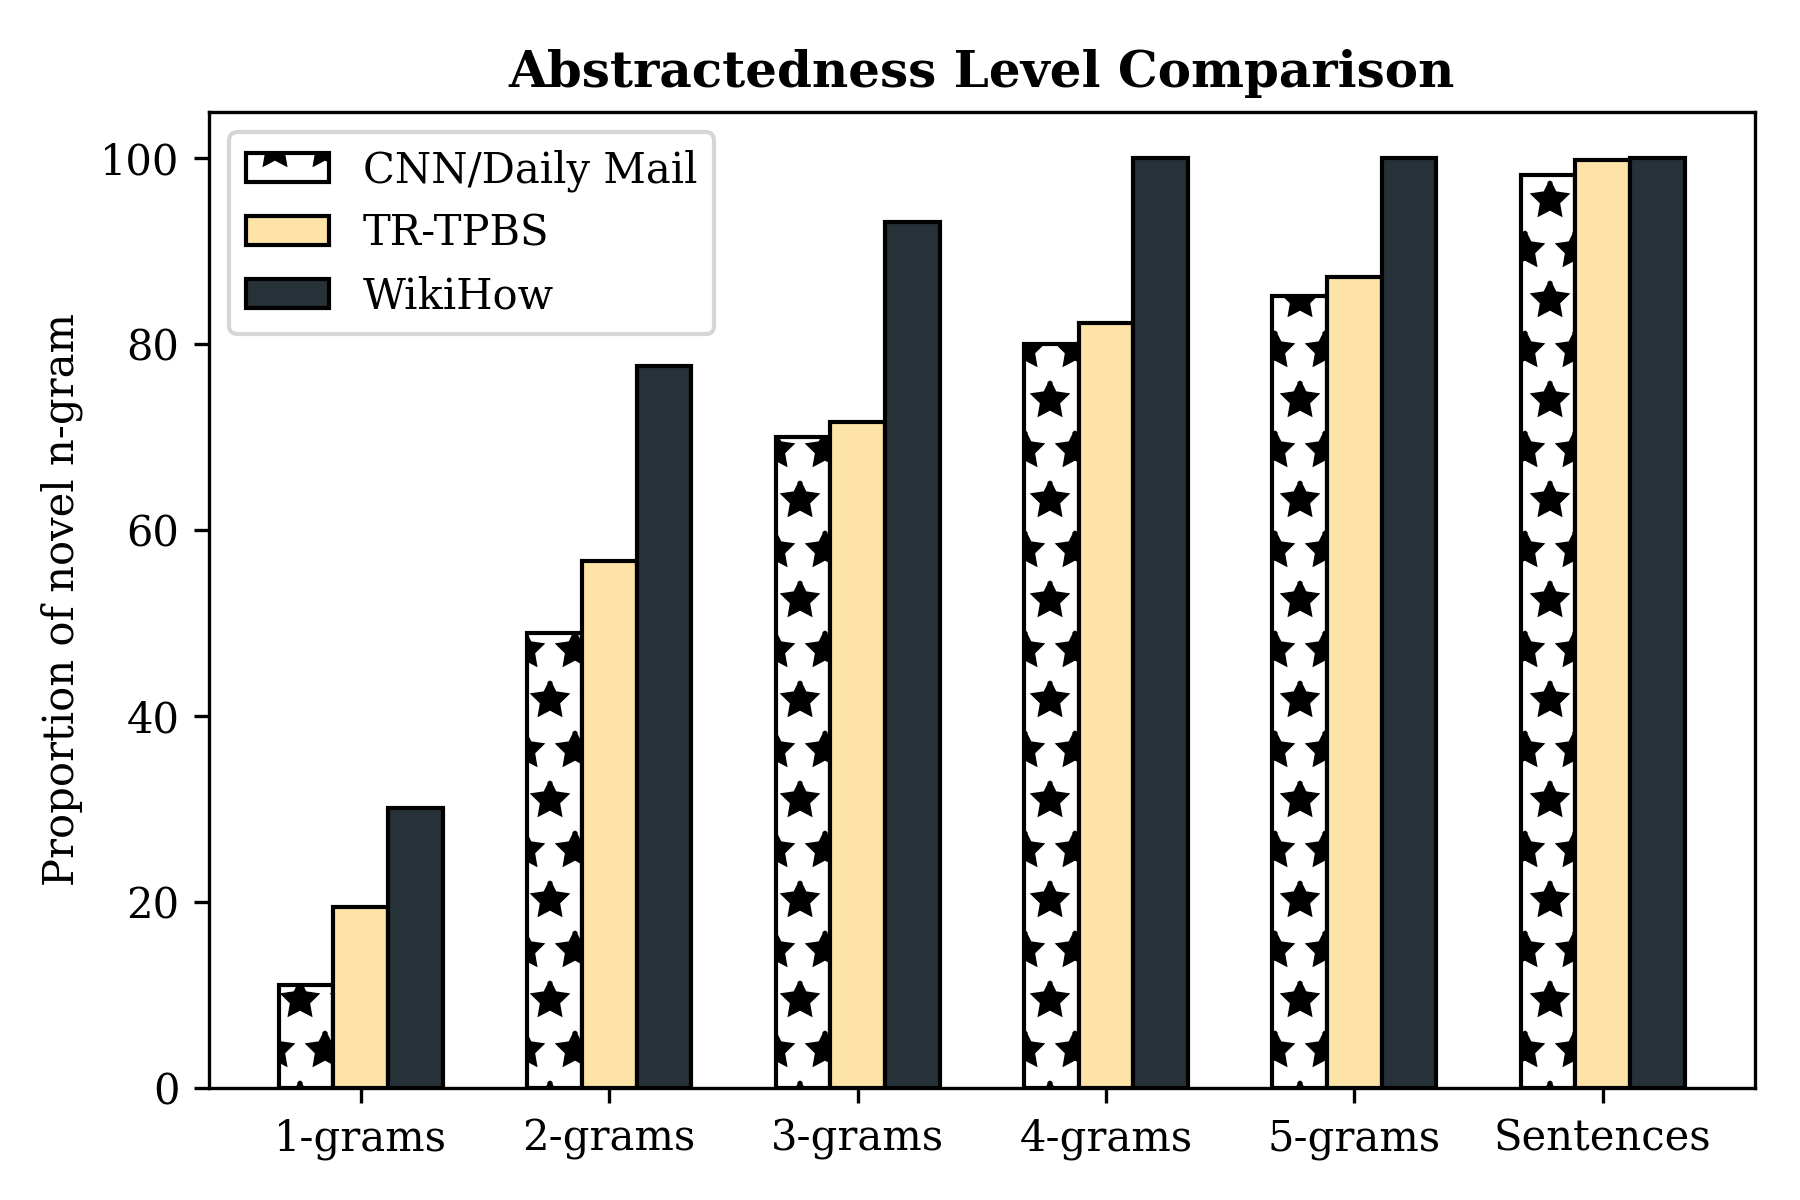 Abstractedness Level Comparison
CNN/Daily Mail
TR-TPBS
WikiHow
Proportion of novel n-gram
100
80
60
40
20
0
1-grams 2-grams 3-grams 4-grams 5-grams Sentences